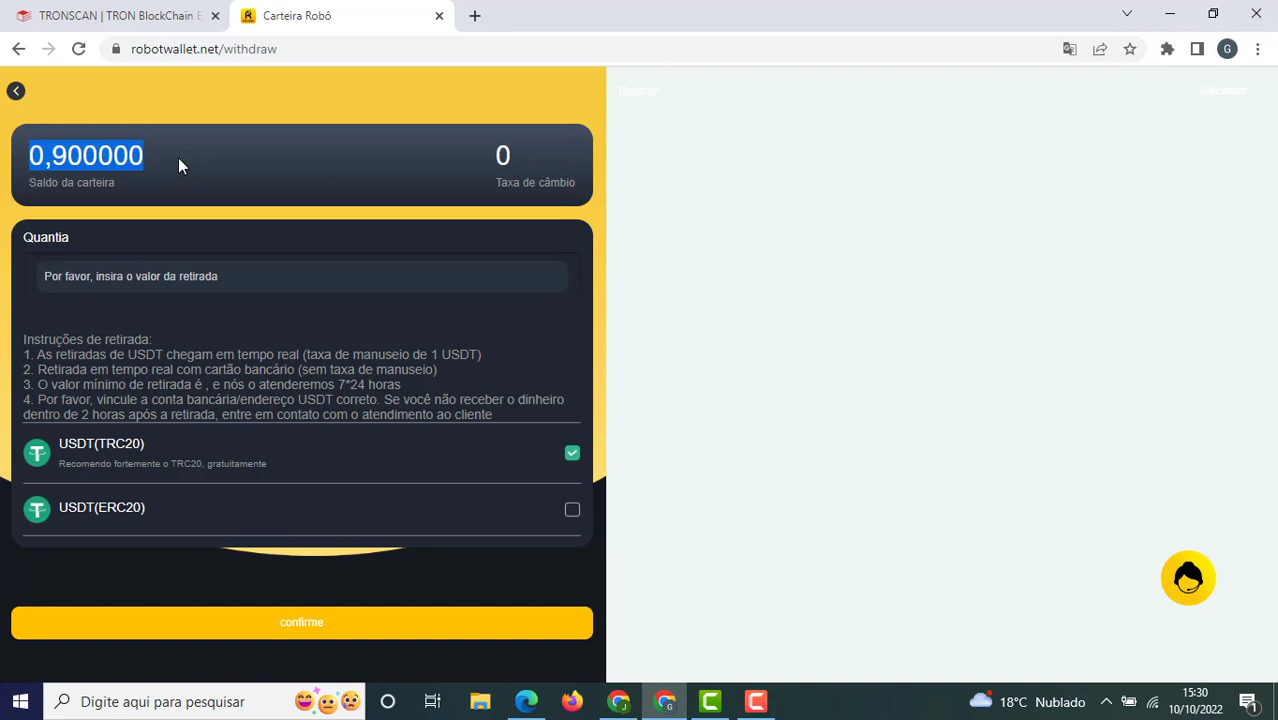 TRONSCAN | TRON BlockChain E
Carteira Robô
robotwallet.net/withdraw
G
Retirar
0,900000
0
Saldo da carteira
Taxa de câmbio
Quantia
Por favor, insira o valor da retirada
Instruções de retirada:
1. As retiradas de USDT chegam em tempo real (taxa de manuseio de 1 USDT)
2. Retirada em tempo real com cartão bancário (sem taxa de manuseio)
3. O valor mínimo de retirada é , e nós o atenderemos 7*24 horas
4. Por favor, vincule a conta bancária/endereço USDT correto. Se você não receber o dinheiro
dentro de 2 horas após a retirada, entre em contato com o atendimento ao cliente
USDT(TRC20)
Recomendo fortemente o TRC20, gratuitamente
USDT(ERC20)
confirme
Digite aqui para pesquisar
18°C Nublado
15:30
10/10/2022
1